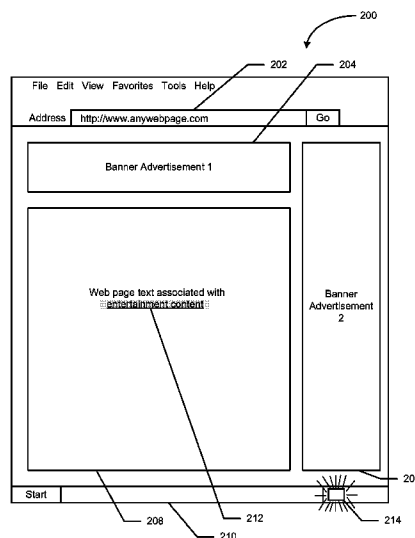 200
202
204
File Edit View Favorites Tools Help
Address http://www.anywebpage.com Go
Banner Advertisement 1
Web page text associated with
entertainment content
Banner
Advertisement
2
20
Start
208
210
212
214